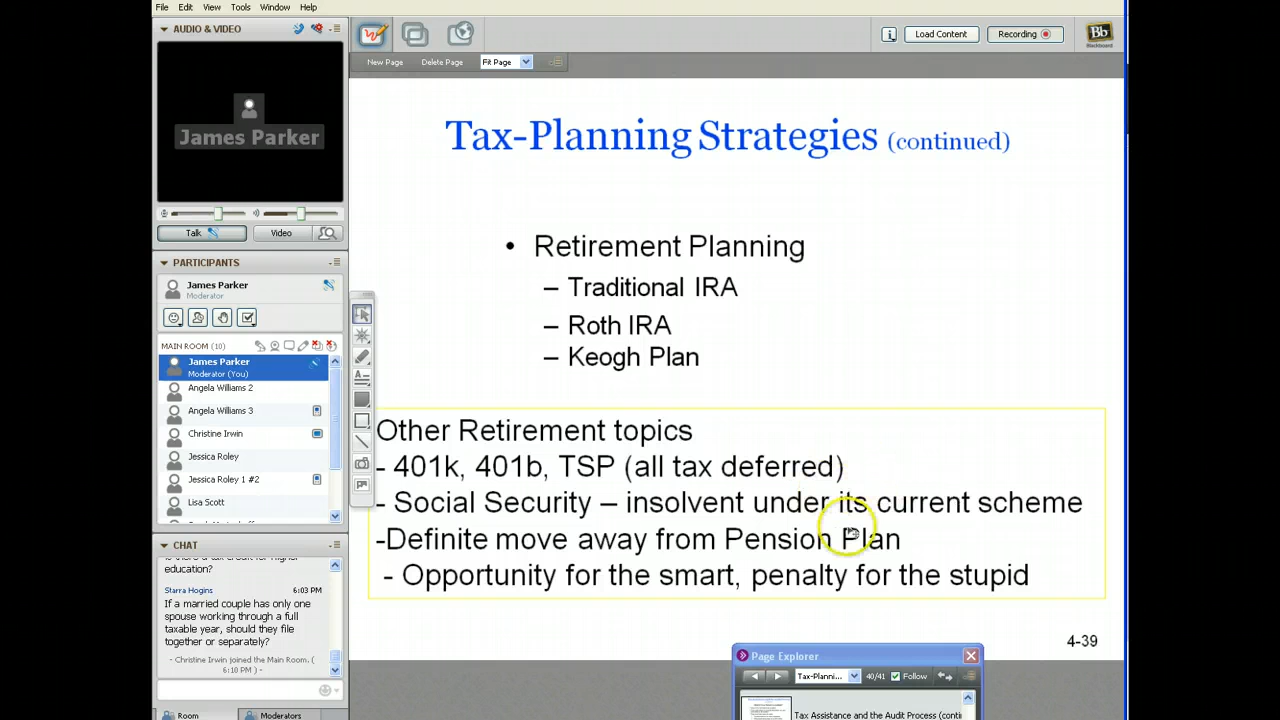 File Edit View Tools Window Help
AUDIO & VIDEO
James Parker
Talk Video
PARTICIPANTS
James Parker
Moderator
MAIN ROOM (10)
James Parker
Moderator (You)
Angela Williams 2
Angela Williams 3
Christine Irwin
Jessica Roley
Jessica Roley 1 #2
Lisa Scott
CHAT
education?
Starra Hogins 6:03 PM
If a married couple has only one
spouse working through a full
taxable year, should they file
together or separately?
- Christine Irwin joined the Main Room. (
6:10 PM ) -
Room Moderators
Load Content Recording
Bb
Blackboard
New Page Delete Page Fit Page
Tax-Planning Strategies (continued)
• Retirement Planning
– Traditional IRA
– Roth IRA
– Keogh Plan
Other Retirement topics
- 401k, 401b, TSP (all tax deferred)
- Social Security – insolvent under its current scheme
-Definite move away from Pension Plan
- Opportunity for the smart, penalty for the stupid
4-39
Page Explorer
Tax-Planni... 40/41 Follow
Tax Assistance and the Audit Process (conti